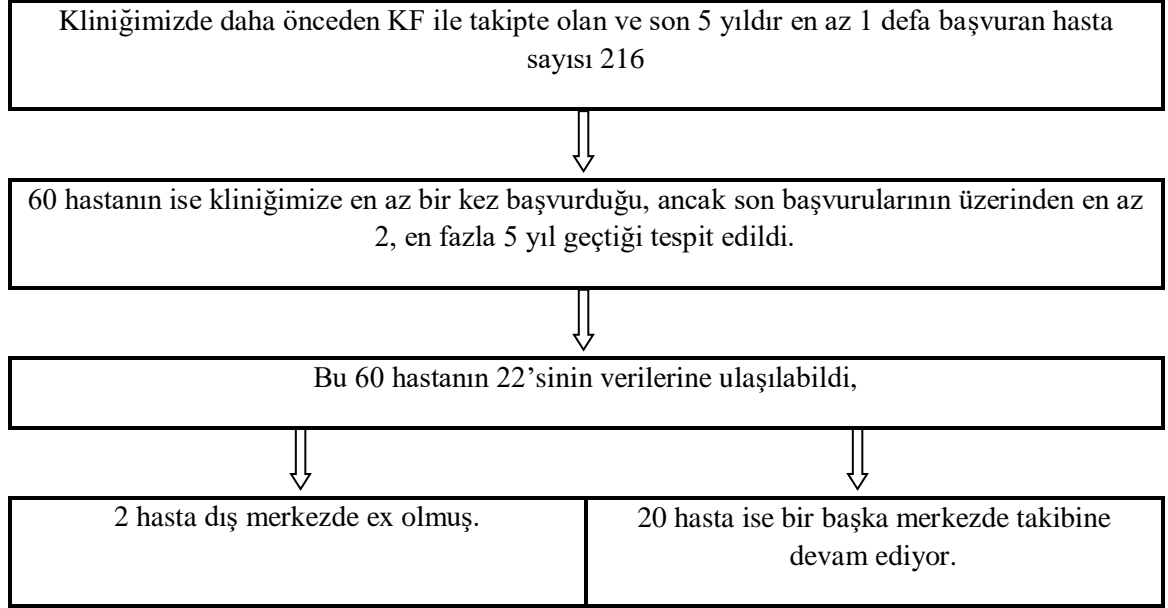 Kliniğimizde daha önceden KF ile takipte olan ve son 5 yıldır en az 1 defa başvuran hasta
sayısı 216
60 hastanın ise kliniğimize en az bir kez başvurduğu, ancak son başvurularının üzerinden en az
2, en fazla 5 yıl geçtiği tespit edildi.
Bu 60 hastanın 22’sinin verilerine ulaşılabildi,
2 hasta dış merkezde ex olmuş.
20 hasta ise bir başka merkezde takibine
devam ediyor.